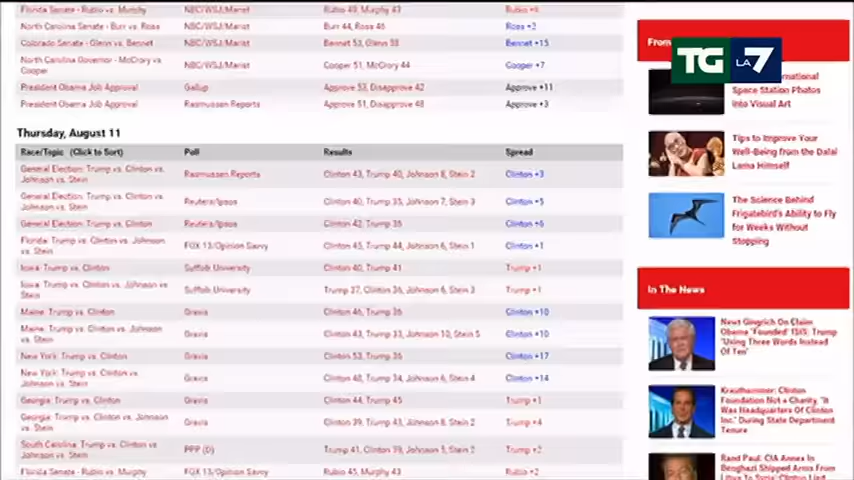 Florida Senate - Rubio vs. Murphy NBC/WSJ/Marist Rubio 49, Murphy 43 Rubio +6
North Carolina Senate - Burr vs. Ross NBC/WSJ/Marist Burr 44, Ross 46 Ross +2
Colorado Senate - Glenn vs. Bennet NBC/WSJ/Marist Bennet 53, Glenn 38 Bennet +15
North Carolina Governor - McCrory vs.
Cooper NBC/WSJ/Marist Cooper 51, McCrory 44 Cooper +7
President Obama Job Approval Gallup Approve 53, Disapprove 42 Approve +11
President Obama Job Approval Rasmussen Reports Approve 51, Disapprove 48 Approve +3
Thursday, August 11
Race/Topic (Click to Sort) Poll Results Spread
General Election: Trump vs. Clinton vs.
Johnson vs. Stein Rasmussen Reports Clinton 43, Trump 40, Johnson 8, Stein 2 Clinton +3
General Election: Trump vs. Clinton vs.
Johnson vs. Stein Reuters/Ipsos Clinton 40, Trump 35, Johnson 7, Stein 3 Clinton +5
General Election: Trump vs. Clinton Reuters/Ipsos Clinton 42, Trump 36 Clinton +6
Florida: Trump vs. Clinton vs. Johnson
vs. Stein FOX 13/Opinion Savvy Clinton 45, Trump 44, Johnson 6, Stein 1 Clinton +1
Iowa: Trump vs. Clinton Suffolk University Clinton 40, Trump 41 Trump +1
Iowa: Trump vs. Clinton vs. Johnson vs.
Stein Suffolk University Trump 37, Clinton 36, Johnson 6, Stein 3 Trump +1
Maine: Trump vs. Clinton Gravis Clinton 46, Trump 36 Clinton +10
Maine: Trump vs. Clinton vs. Johnson
vs. Stein Gravis Clinton 43, Trump 33, Johnson 10, Stein 5 Clinton +10
New York: Trump vs. Clinton Gravis Clinton 53, Trump 36 Clinton +17
New York: Trump vs. Clinton vs.
Johnson vs. Stein Gravis Clinton 48, Trump 34, Johnson 6, Stein 4 Clinton +14
Georgia: Trump vs. Clinton Gravis Clinton 44, Trump 45 Trump +1
Georgia: Trump vs. Clinton vs. Johnson
vs. Stein Gravis Clinton 39, Trump 43, Johnson 8, Stein 2 Trump +4
South Carolina: Trump vs. Clinton vs.
Johnson vs. Stein PPP (D) Trump 41, Clinton 39, Johnson 5, Stein 2 Trump +2
Florida Senate - Rubio vs. Murphy FOX 13/Opinion Savvy Rubio 45, Murphy 43 Rubio +2
From
TG LA7
Space Station Photos
Into Visual Art
Tips to Improve Your
Well-Being from the Dalai
Lama Himself
The Science Behind
Frigatebird's Ability to Fly
for Weeks Without
Stopping
In The News
Newt Gingrich On Claim
Obama "Founded" ISIS: Trump
"Using Three Words Instead
Of Ten"
Krauthammer: Clinton
Foundation Not a Charity, "It
Was Headquarters Of Clinton
Inc." During State Department
Tenure
Rand Paul: CIA Annex In
Benghazi Shipped Arms From